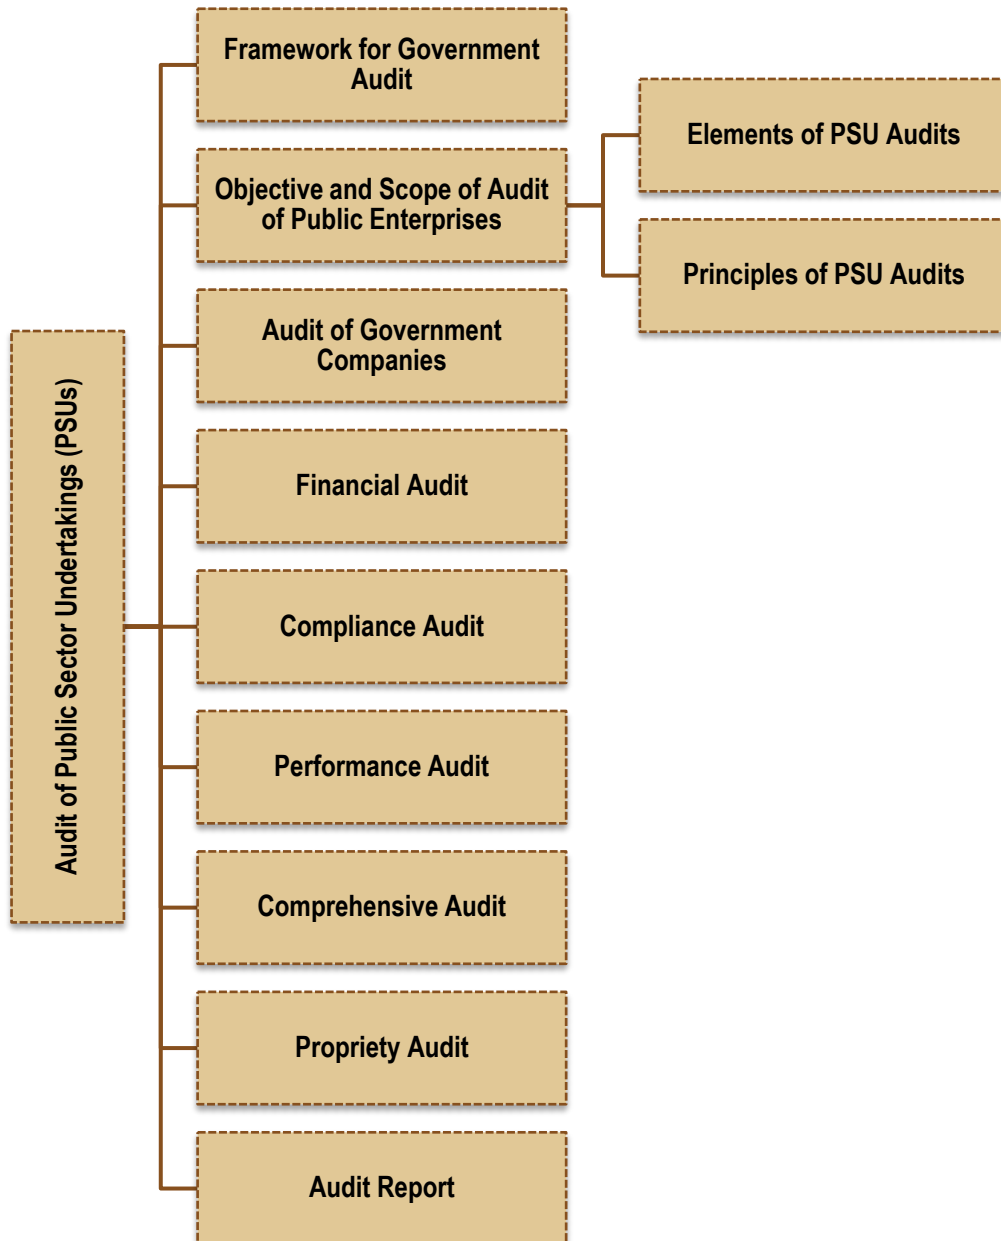 Audit of Public Sector Undertakings (PSUs)
Framework for Government
Audit
Objective and Scope of Audit
of Public Enterprises
Elements of PSU Audits
Principles of PSU Audits
Audit of Government
Companies
Financial Audit
Compliance Audit
Performance Audit
Comprehensive Audit
Propriety Audit
Audit Report